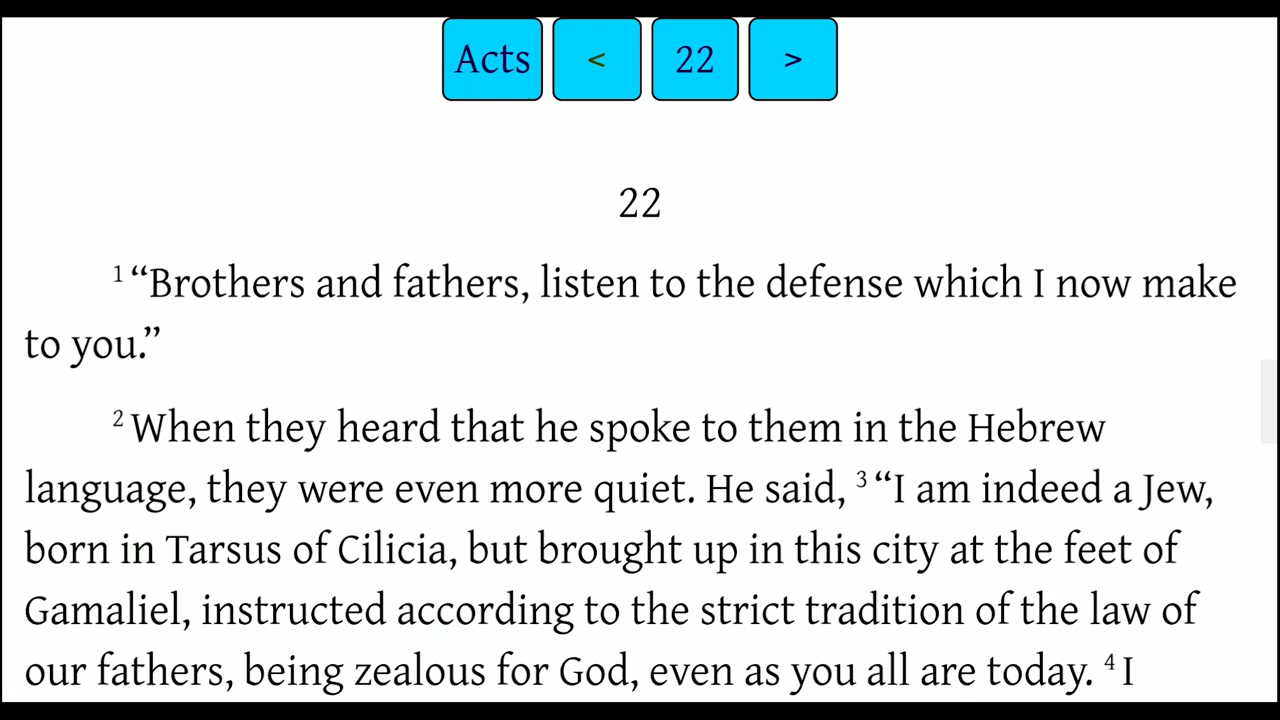 Acts < 22 >
22
1 “Brothers and fathers, listen to the defense which I now make
to you.”
2 When they heard that he spoke to them in the Hebrew
language, they were even more quiet. He said, 3 “I am indeed a Jew,
born in Tarsus of Cilicia, but brought up in this city at the feet of
Gamaliel, instructed according to the strict tradition of the law of
our fathers, being zealous for God, even as you all are today. 4 I